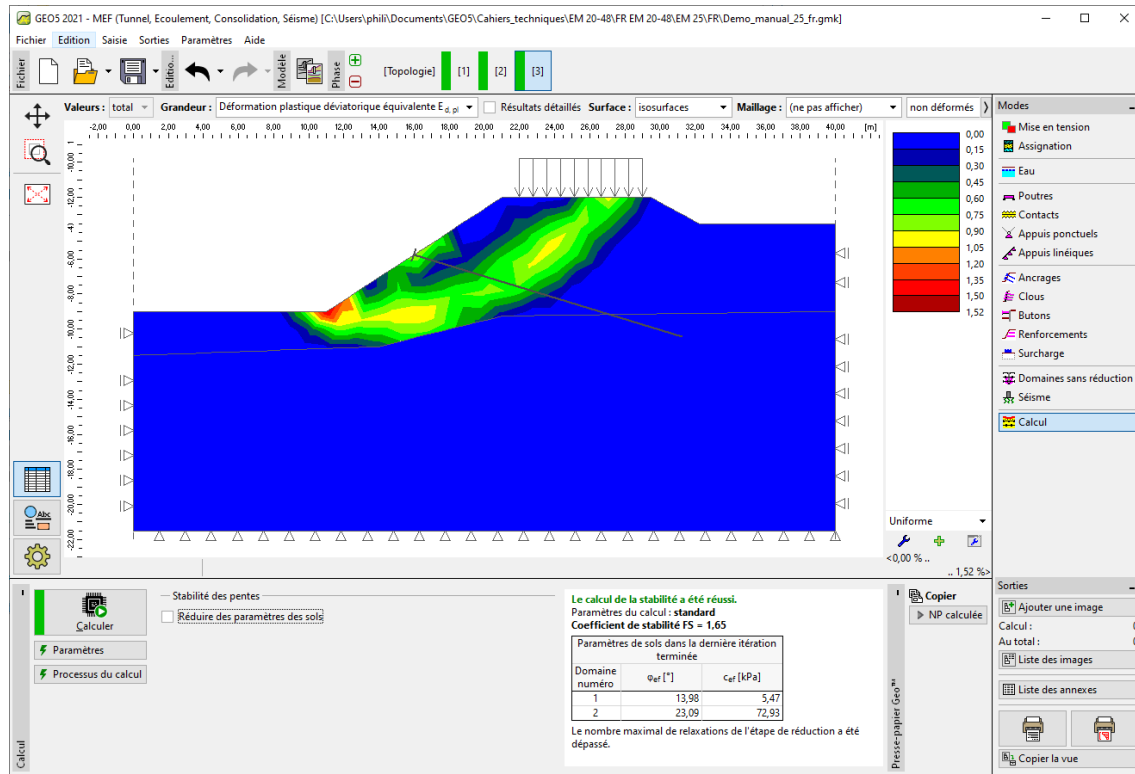 GEO5 2021 - MEF (Tunnel, Ecoulement, Consolidation, Séisme) [C:\Users\phili\Documents\GEO5\Cahiers_techniques\EM 20-48\FR EM 20-48\EM 25\FR\Demo_manual_25_fr.gmk]
Fichier Edition Saisie Sorties Paramètres Aide
Fichier Editio... Modèle Phase [Topologie] [1] [2] [3]
Valeurs : total Grandeur : Déformation plastique déviatorique équivalente E d, pl Résultats détaillés Surface : isosurfaces Maillage : (ne pas afficher) non déformés
-2,00 0,00 2,00 4,00 6,00 8,00 10,00 12,00 14,00 16,00 18,00 20,00 22,00 24,00 26,00 28,00 30,00 32,00 34,00 36,00 38,00 40,00 [m]
0,00
0,15
0,30
0,45
0,60
0,75
0,90
1,05
1,20
1,35
1,50
1,52
Uniforme
<0,00 % ..
.. 1,52 %>
Modes
Mise en tension
Assignation
Eau
Poutres
Contacts
Appuis ponctuels
Appuis linéiques
Ancrages
Clous
Butons
Renforcements
Surcharge
Domaines sans réduction
Séisme
Calcul
Calcul
Calculer
Paramètres
Processus du calcul
Stabilité des pentes
Réduire des paramètres des sols
Le calcul de la stabilité a été réussi.
Paramètres du calcul : standard
Coefficient de stabilité FS = 1,65
Paramètres de sols dans la dernière itération
terminée
Domaine
numéro φef [°] cef [kPa]
1 13,98 5,47
2 23,09 72,93
Le nombre maximal de relaxations de l'étape de réduction a été
dépassé.
Presse-papier Geo™
Copier
NP calculée
Sorties
Ajouter une image
Calcul :
Au total :
Liste des images
Liste des annexes
Copier la vue